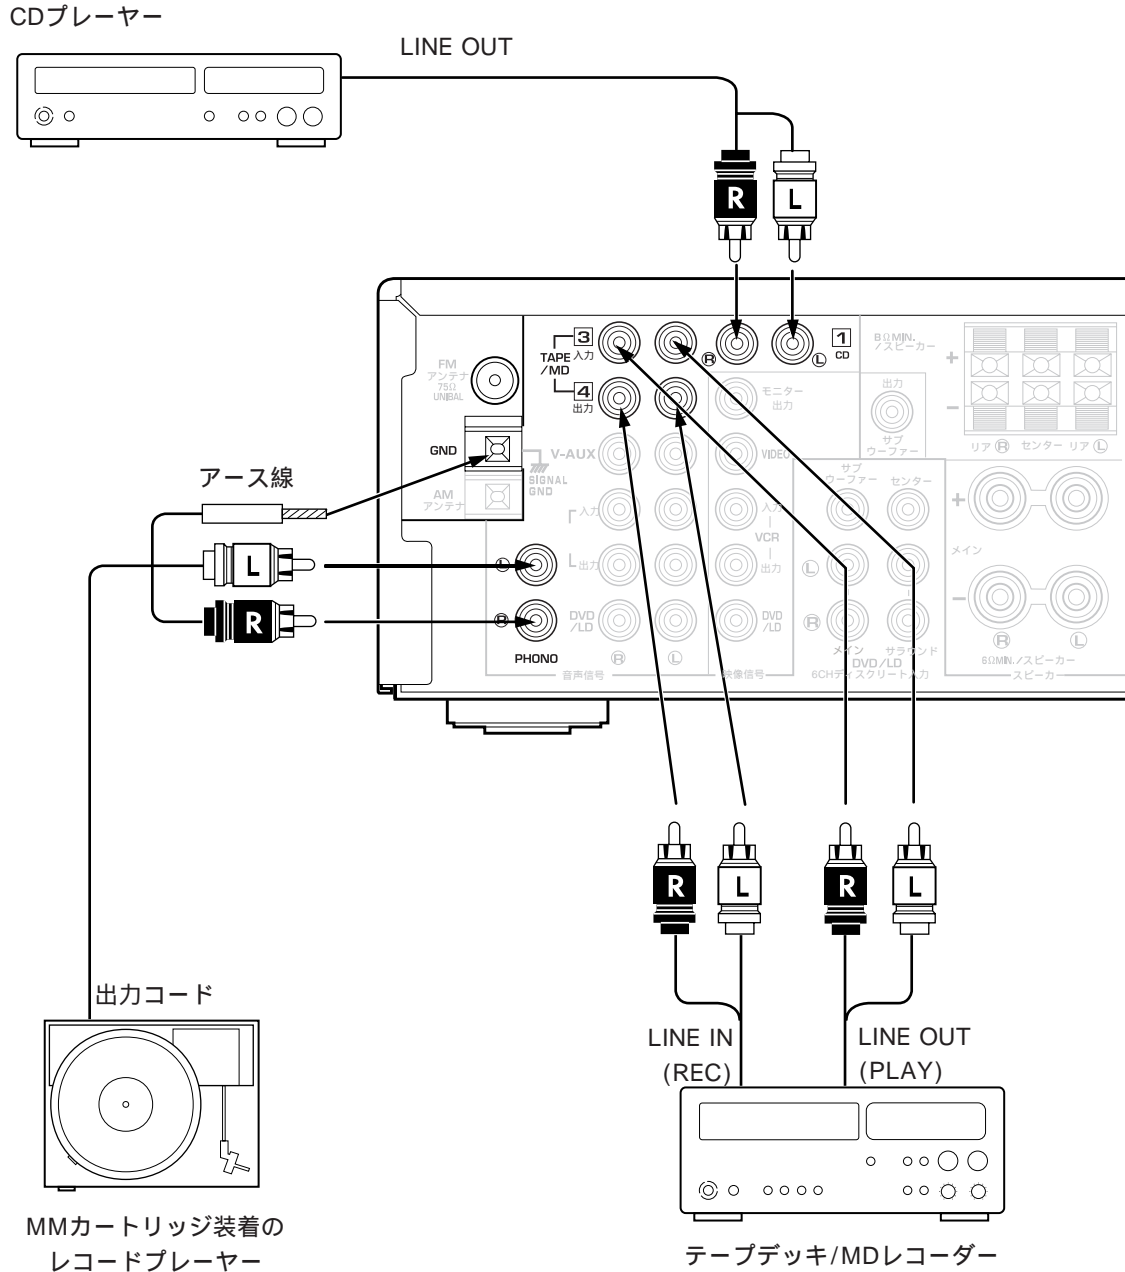 CDプレーヤー
LINE OUT
R
L
3
入力
TAPE
/MD
4
出力
R
L
1
CD
8ΩMIN.
/スピーカー
+
−
リア R センター リア L
FM
アンテナ
75Ω
UNBAL
GND
AM
アンテナ
SIGNAL
GND
V-AUX
入力
出力
DVD
/LD
R
L
音声信号
モニター
出力
VIDEO
入力
VCR
出力
DVD
/LD
映像信号
出力
サブ
ウーファー
サブ
ウーファー
センター
L
R
メイン
サラウンド
DVD/LD
6CHディスクリート入力
+
メイン
−
R
L
6ΩMIN./スピーカー
スピーカー
アース線
L
R
L
R
PHONO
出力コード
MMカートリッジ装着の
レコードプレーヤー
R
L
R
L
LINE IN
(REC)
LINE OUT
(PLAY)
テープデッキ/MDレコーダー